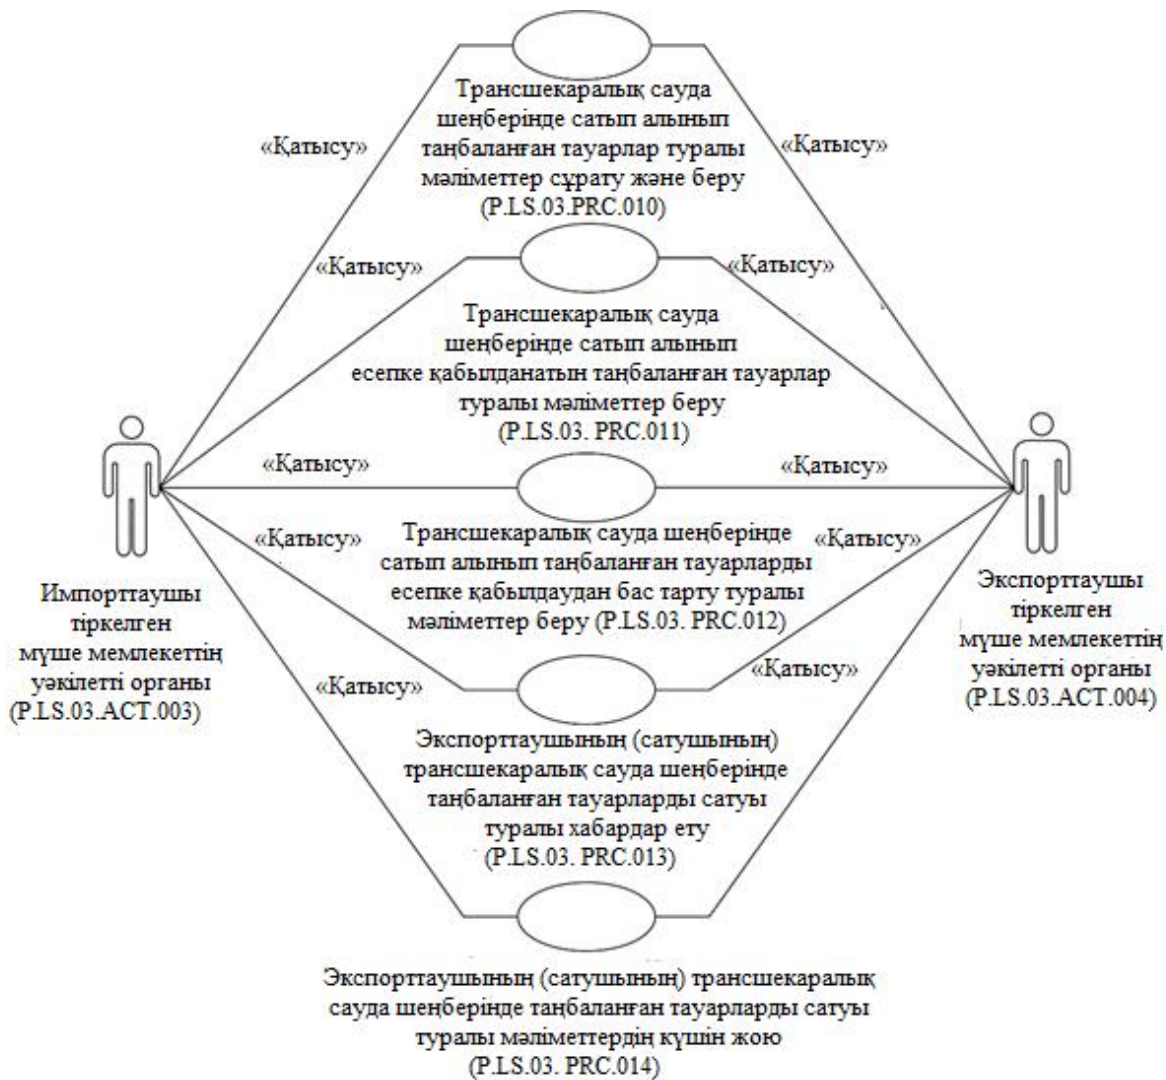 Трансшекаралық сауда
шеңберінде сатып алынып
таңбаланған тауарлар туралы
мәліметтер сұрату және беру
(P.LS.03.PRC.010)
«Қатысу»
«Қатысу»
«Қатысу»
«Қатысу»
Трансшекаралық сауда
шеңберінде сатып алынып
есепке қабылданатын таңбаланған тауарлар
туралы мәліметтер беру
(P.LS.03. PRC.011)
«Қатысу»
«Қатысу»
Трансшекаралық сауда шеңберінде
сатып алынып таңбаланған тауарларды
есепке қабылдаудан бас тарту туралы
мәліметтер беру (P.LS.03. PRC.012)
«Қатысу»
«Қатысу»
Импорттаушы
тіркелген
мүше мемлекеттің
уәкілетті органы
(P.LS.03.ACT.003)
Экспорттаушы
тіркелген
мүше мемлекеттің
уәкілетті органы
(P.LS.03.ACT.004)
«Қатысу»
«Қатысу»
Экспорттаушының (сатушының)
трансшекаралық сауда шеңберінде
таңбаланған тауарларды сатуы
туралы хабардар ету
(P.LS.03. PRC.013)
Экспорттаушының (сатушының) трансшекаралық
сауда шеңберінде таңбаланған тауарларды сатуы
туралы мәліметтердің күшін жою
(P.LS.03. PRC.014)